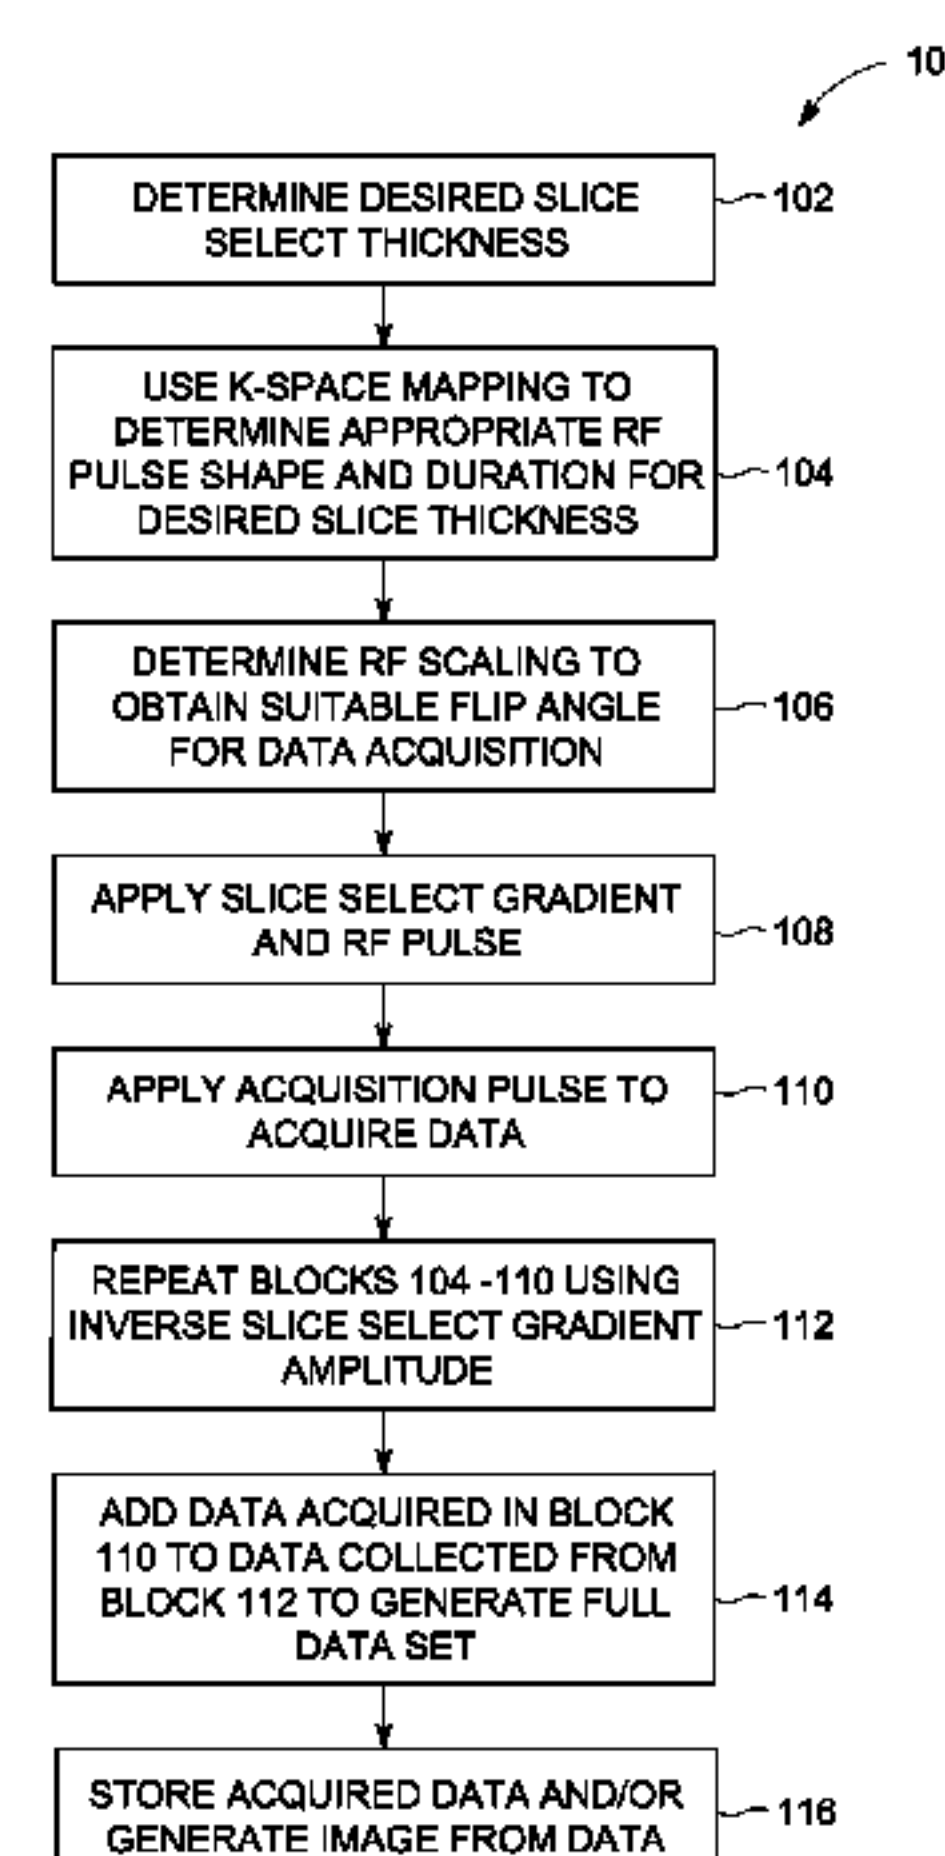 10
DETERMINE DESIRED SLICE
SELECT THICKNESS
102
USE K-SPACE MAPPING TO
DETERMINE APPROPRIATE RF
PULSE SHAPE AND DURATION FOR
DESIRED SLICE THICKNESS
104
DETERMINE RF SCALING TO
OBTAIN SUITABLE FLIP ANGLE
FOR DATA ACQUISITION
106
APPLY SLICE SELECT GRADIENT
AND RF PULSE
108
APPLY ACQUISITION PULSE TO
ACQUIRE DATA
110
REPEAT BLOCKS 104 -110 USING
INVERSE SLICE SELECT GRADIENT
AMPLITUDE
112
ADD DATA ACQUIRED IN BLOCK
110 TO DATA COLLECTED FROM
BLOCK 112 TO GENERATE FULL
DATA SET
114
STORE ACQUIRED DATA AND/OR
GENERATE IMAGE FROM DATA
116